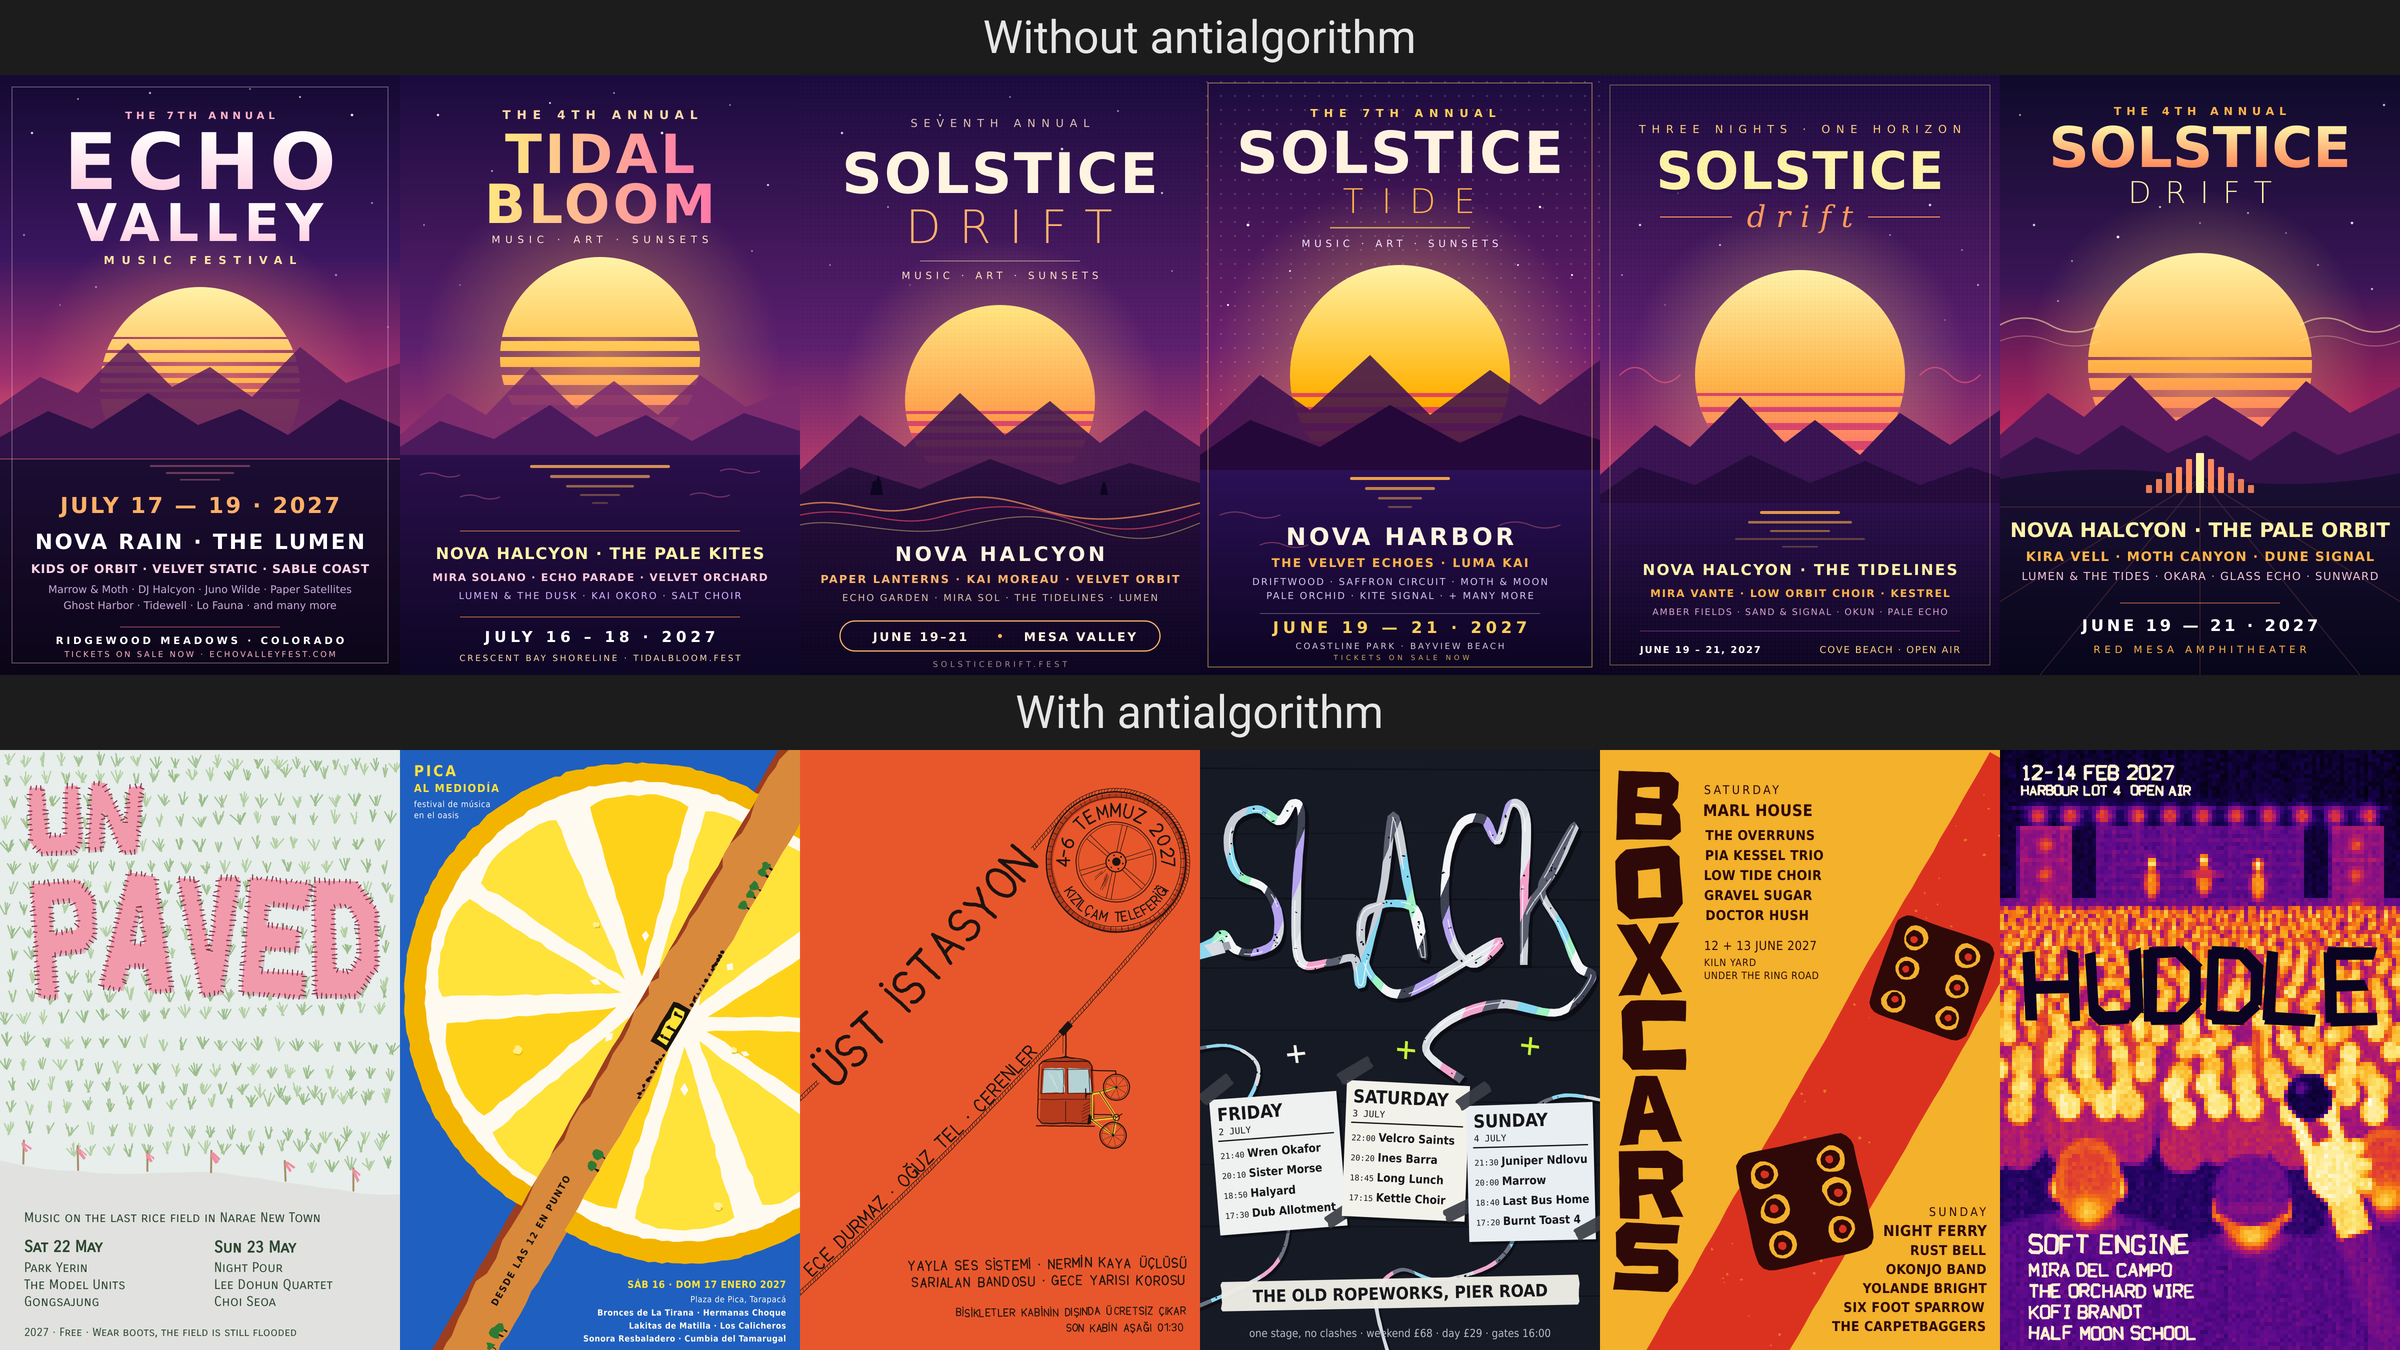 Without antialgorithm
THE 7TH ANNUAL
ECHO
VALLEY
MUSIC FESTIVAL
JULY 17 — 19 · 2027
NOVA RAIN · THE LUMEN
KIDS OF ORBIT · VELVET STATIC · SABLE COAST
Marrow & Moth · DJ Halcyon · Juno Wilde · Paper Satellites
Ghost Harbor · Tidewell · Lo Fauna · and many more
RIDGEWOOD MEADOWS · COLORADO
TICKETS ON SALE NOW · ECHOVALLEYFEST.COM
THE 4TH ANNUAL
TIDAL
BLOOM
MUSIC · ART · SUNSETS
NOVA HALCYON · THE PALE KITES
MIRA SOLANO · ECHO PARADE · VELVET ORCHARD
LUMEN & THE DUSK · KAI OKORO · SALT CHOIR
JULY 16 – 18 · 2027
CRESCENT BAY SHORELINE · TIDALBLOOM.FEST
SEVENTH ANNUAL
SOLSTICE
DRIFT
MUSIC · ART · SUNSETS
NOVA HALCYON
PAPER LANTERNS · KAI MOREAU · VELVET ORBIT
ECHO GARDEN · MIRA SOL · THE TIDELINES · LUMEN
JUNE 19–21 • MESA VALLEY
SOLSTICEDRIFT.FEST
THE 7TH ANNUAL
SOLSTICE
TIDE
MUSIC · ART · SUNSETS
NOVA HARBOR
THE VELVET ECHOES · LUMA KAI
DRIFTWOOD · SAFFRON CIRCUIT · MOTH & MOON
PALE ORCHID · KITE SIGNAL · + MANY MORE
JUNE 19 — 21 · 2027
COASTLINE PARK · BAYVIEW BEACH
TICKETS ON SALE NOW
THREE NIGHTS · ONE HORIZON
SOLSTICE
drift
NOVA HALCYON · THE TIDELINES
MIRA VANTE · LOW ORBIT CHOIR · KESTREL
AMBER FIELDS · SAND & SIGNAL · OKUN · PALE ECHO
JUNE 19 – 21, 2027 COVE BEACH · OPEN AIR
THE 4TH ANNUAL
SOLSTICE
DRIFT
NOVA HALCYON · THE PALE ORBIT
KIRA VELL · MOTH CANYON · DUNE SIGNAL
LUMEN & THE TIDES · OKARA · GLASS ECHO · SUNWARD
JUNE 19 — 21 · 2027
RED MESA AMPHITHEATER
With antialgorithm
UN
PAVED
Music on the last rice field in Narae New Town
Sat 22 May
Park Yerin
The Model Units
Gongsajung
Sun 23 May
Night Pour
Lee Dohun Quartet
Choi Seoa
2027 · Free · Wear boots, the field is still flooded
PICA
AL MEDIODÍA
festival de música
en el oasis
DESDE LAS 12 EN PUNTO
SÁB 16 · DOM 17 ENERO 2027
Plaza de Pica, Tarapacá
Bronces de La Tirana · Hermanas Choque
Lakitas de Matilla · Los Calicheros
Sonora Resbaladero · Cumbia del Tamarugal
4-6 TEMMUZ 2027
KIZILÇAM TELEFERİĞİ
ÜST İSTASYON
ECE DURMAZ · OĞUZ TEL · CERENLER
YAYLA SES SİSTEMİ · NERMİN KAYA ÜÇLÜSÜ
SARIALAN BANDOSU · GECE YARISI KOROSU
BİSİKLETLER KABİNİN DIŞINDA ÜCRETSİZ ÇIKAR
SON KABİN AŞAĞI 01:30
SLACK
FRIDAY
2 JULY
21:40 Wren Okafor
20:10 Sister Morse
18:50 Halyard
17:30 Dub Allotment
SATURDAY
3 JULY
22:00 Velcro Saints
20:20 Ines Barra
18:45 Long Lunch
17:15 Kettle Choir
SUNDAY
4 JULY
21:30 Juniper Ndlovu
20:00 Marrow
18:40 Last Bus Home
17:20 Burnt Toast 4
THE OLD ROPEWORKS, PIER ROAD
one stage, no clashes · weekend £68 · day £29 · gates 16:00
BOXCARS
SATURDAY
MARL HOUSE
THE OVERRUNS
PIA KESSEL TRIO
LOW TIDE CHOIR
GRAVEL SUGAR
DOCTOR HUSH
12 + 13 JUNE 2027
KILN YARD
UNDER THE RING ROAD
SUNDAY
NIGHT FERRY
RUST BELL
OKONJO BAND
YOLANDE BRIGHT
SIX FOOT SPARROW
THE CARPETBAGGERS
12-14 FEB 2027
HARBOUR LOT 4 OPEN AIR
HUDDLE
SOFT ENGINE
MIRA DEL CAMPO
THE ORCHARD WIRE
KOFI BRANDT
HALF MOON SCHOOL